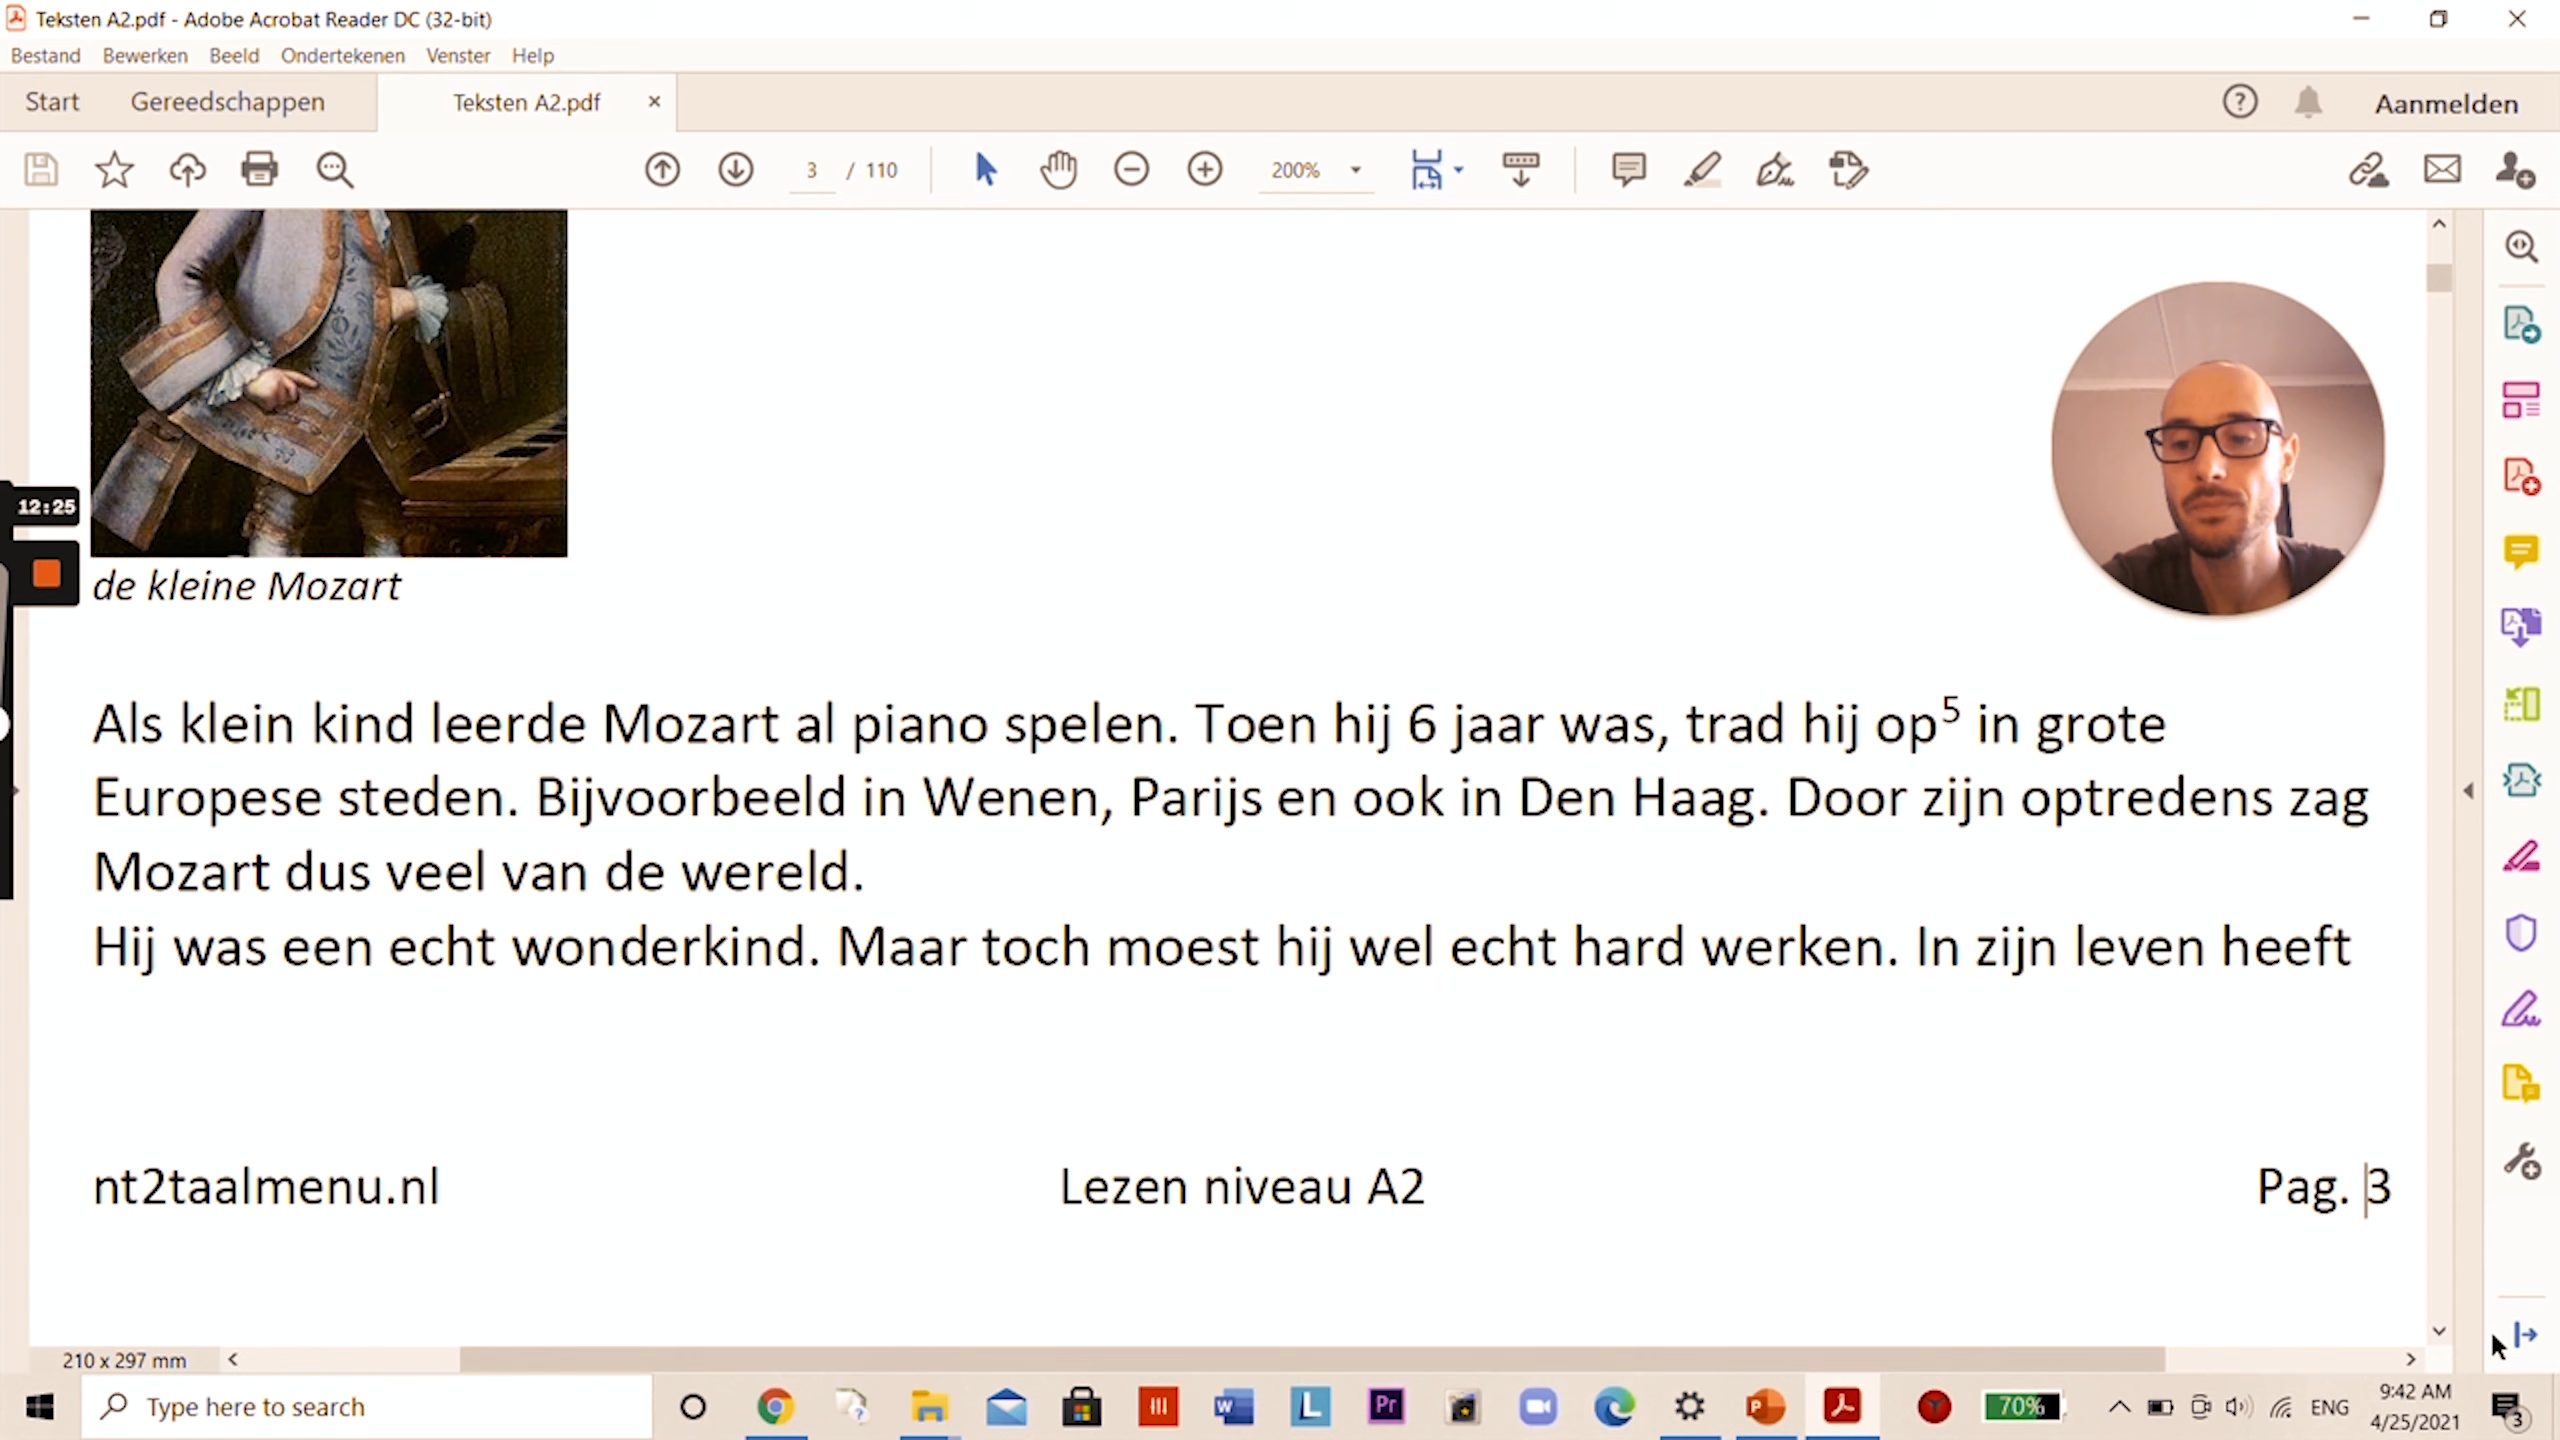 Teksten A2.pdf - Adobe Acrobat Reader DC (32-bit)
Bestand Bewerken Beeld Ondertekenen Venster Help
Start Gereedschappen Teksten A2.pdf Aanmelden
3 / 110 200%
12:25
de kleine Mozart
Als klein kind leerde Mozart al piano spelen. Toen hij 6 jaar was, trad hij op⁵ in grote
Europese steden. Bijvoorbeeld in Wenen, Parijs en ook in Den Haag. Door zijn optredens zag
Mozart dus veel van de wereld.
Hij was een echt wonderkind. Maar toch moest hij wel echt hard werken. In zijn leven heeft
nt2taalmenu.nl Lezen niveau A2 Pag. 3
210 x 297 mm
Type here to search
70%
ENG
9:42 AM
4/25/2021
3